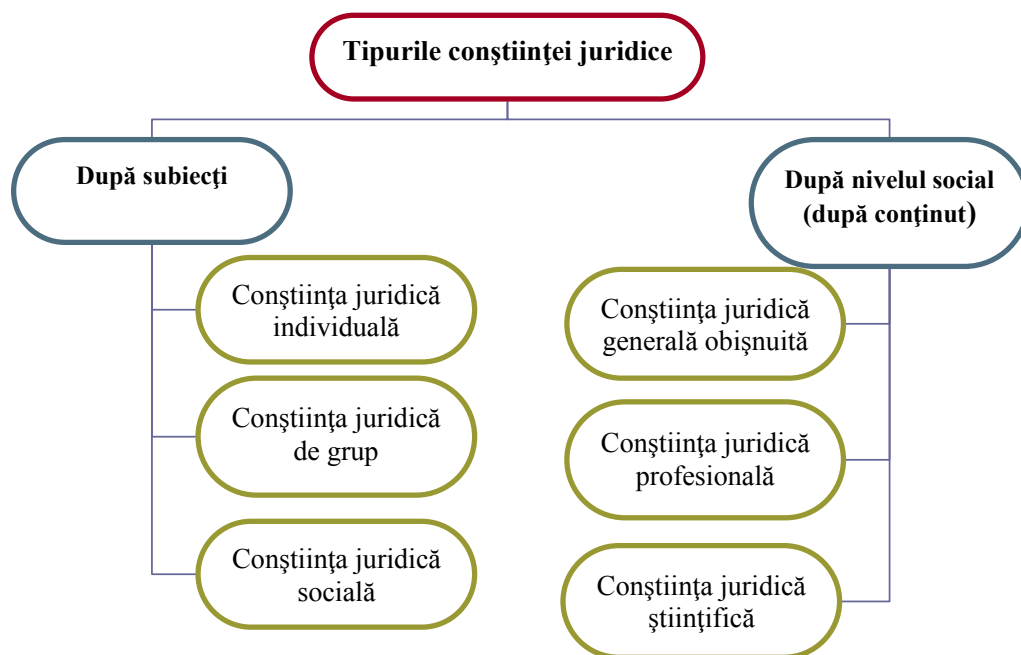 Tipurile conştiinţei juridice
După subiecţi
După nivelul social
(după conţinut)
Conştiinţa juridică
individuală
Conştiinţa juridică
de grup
Conştiinţa juridică
socială
Conştiinţa juridică
generală obişnuită
Conştiinţa juridică
profesională
Conştiinţa juridică
ştiinţifică